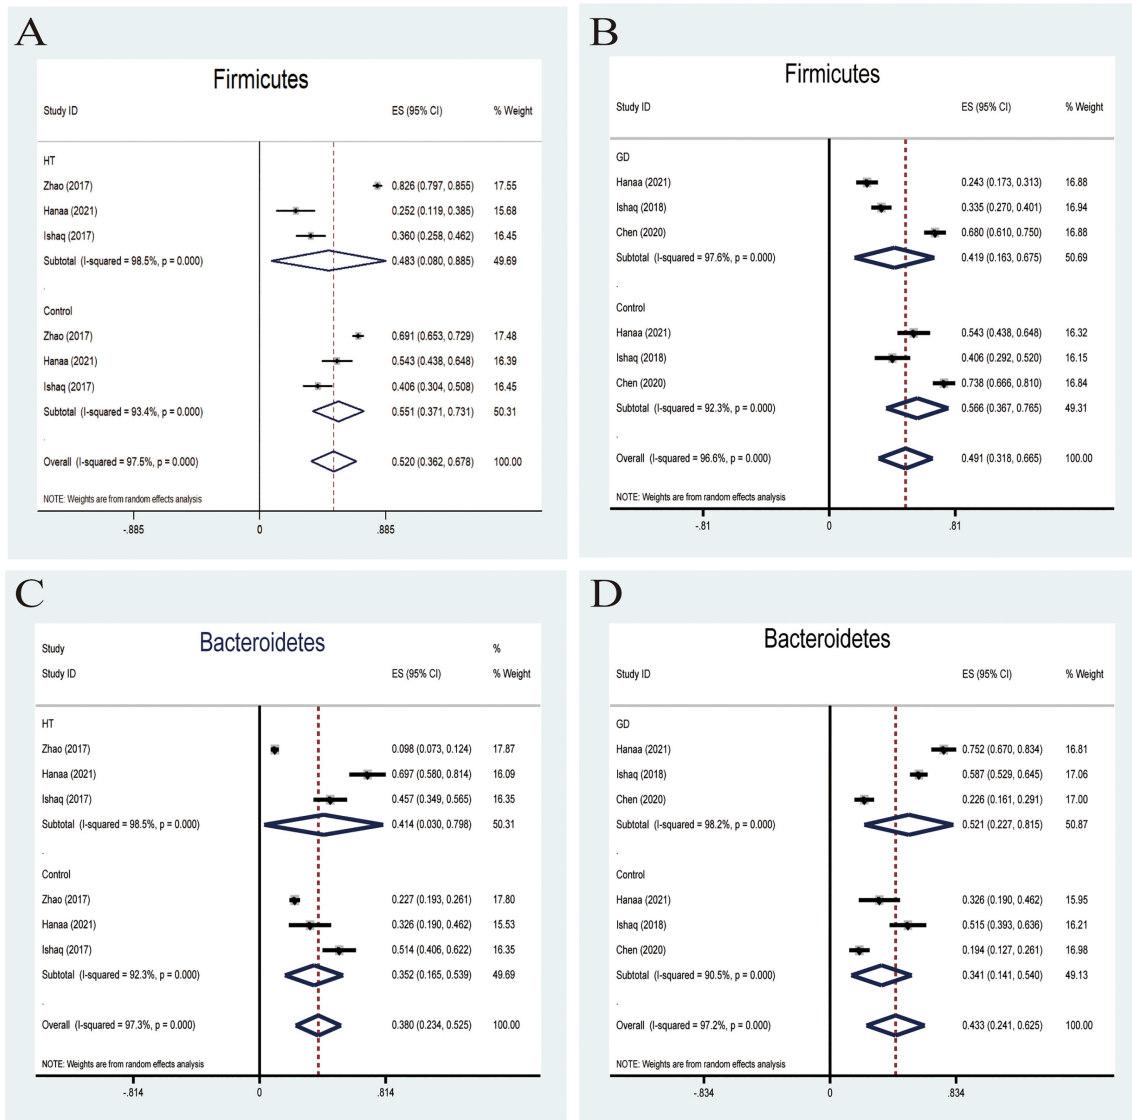 A
Firmicutes
Study ID ES (95% CI) % Weight
HT
Zhao (2017) 0.826 (0.797, 0.855) 17.55
Hanaa (2021) 0.252 (0.119, 0.385) 15.68
Ishaq (2017) 0.360 (0.258, 0.462) 16.45
Subtotal (I-squared = 98.5%, p = 0.000) 0.483 (0.080, 0.885) 49.69
.
Control
Zhao (2017) 0.691 (0.653, 0.729) 17.48
Hanaa (2021) 0.543 (0.438, 0.648) 16.39
Ishaq (2017) 0.406 (0.304, 0.508) 16.45
Subtotal (I-squared = 93.4%, p = 0.000) 0.551 (0.371, 0.731) 50.31
.
Overall (I-squared = 97.5%, p = 0.000) 0.520 (0.362, 0.678) 100.00
NOTE: Weights are from random effects analysis
-.885 0 .885
B
Firmicutes
Study ID ES (95% CI) % Weight
GD
Hanaa (2021) 0.243 (0.173, 0.313) 16.88
Ishaq (2018) 0.335 (0.270, 0.401) 16.94
Chen (2020) 0.680 (0.610, 0.750) 16.88
Subtotal (I-squared = 97.6%, p = 0.000) 0.419 (0.163, 0.675) 50.69
.
Control
Hanaa (2021) 0.543 (0.438, 0.648) 16.32
Ishaq (2018) 0.406 (0.292, 0.520) 16.15
Chen (2020) 0.738 (0.666, 0.810) 16.84
Subtotal (I-squared = 92.3%, p = 0.000) 0.566 (0.367, 0.765) 49.31
.
Overall (I-squared = 96.6%, p = 0.000) 0.491 (0.318, 0.665) 100.00
NOTE: Weights are from random effects analysis
-.81 0 .81
C
Study Bacteroidetes %
Study ID ES (95% CI) % Weight
HT
Zhao (2017) 0.098 (0.073, 0.124) 17.87
Hanaa (2021) 0.697 (0.580, 0.814) 16.09
Ishaq (2017) 0.457 (0.349, 0.565) 16.35
Subtotal (I-squared = 98.5%, p = 0.000) 0.414 (0.030, 0.798) 50.31
.
Control
Zhao (2017) 0.227 (0.193, 0.261) 17.80
Hanaa (2021) 0.326 (0.190, 0.462) 15.53
Ishaq (2017) 0.514 (0.406, 0.622) 16.35
Subtotal (I-squared = 92.3%, p = 0.000) 0.352 (0.165, 0.539) 49.69
.
Overall (I-squared = 97.3%, p = 0.000) 0.380 (0.234, 0.525) 100.00
NOTE: Weights are from random effects analysis
-.814 0 .814
D
Bacteroidetes
Study ID ES (95% CI) % Weight
GD
Hanaa (2021) 0.752 (0.670, 0.834) 16.81
Ishaq (2018) 0.587 (0.529, 0.645) 17.06
Chen (2020) 0.226 (0.161, 0.291) 17.00
Subtotal (I-squared = 98.2%, p = 0.000) 0.521 (0.227, 0.815) 50.87
.
Control
Hanaa (2021) 0.326 (0.190, 0.462) 15.95
Ishaq (2018) 0.515 (0.393, 0.636) 16.21
Chen (2020) 0.194 (0.127, 0.261) 16.98
Subtotal (I-squared = 90.5%, p = 0.000) 0.341 (0.141, 0.540) 49.13
.
Overall (I-squared = 97.2%, p = 0.000) 0.433 (0.241, 0.625) 100.00
NOTE: Weights are from random effects analysis
-.834 0 .834